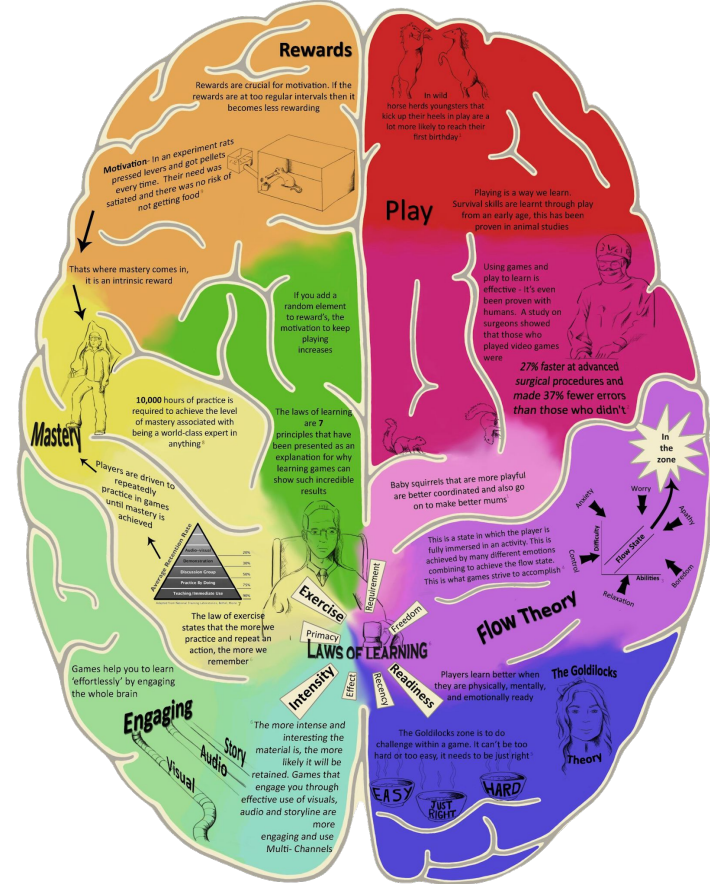 Rewards
Rewards are crucial for motivation. If the
rewards are at too regular intervals then it
becomes less rewarding
Motivation- In an experiment rats
pressed levers and got pellets
every time. Their need was
satiated and there was no risk of
not getting food
Thats where mastery comes in,
it is an intrinsic reward
If you add a
random element
to reward's, the
motivation to keep
playing
increases
10,000 hours of practice is
required to achieve the level
of mastery associated with
being a world-class expert in
anything
Mastery
Players are driven to
repeatedly
practice in games
until mastery is
achieved
The laws of learning
are 7
principles that have
been presented as an
explanation for why
learning games can
show such incredible
results
Average Retention Rate
Audio-visual
Demonstration
Discussion Group
Practice By Doing
Teaching/Immediate Use
The law of exercise
states that the more we
practice and repeat an
action, the more we
remember
In wild
horse herds youngsters that
kick up their heels in play are a
lot more likely to reach their
first birthday
Play
Playing is a way we learn.
Survival skills are learnt through play
from an early age, this has been
proven in animal studies
Using games and
play to learn is
effective - It's even
been proven with
humans. A study on
surgeons showed
that those who
played video games
were
27% faster at advanced
surgical procedures and
made 37% fewer errors
than those who didn't
Baby squirrels that are more playful
are better coordinated and also go
on to make better mums
In
the
zone
This is a state in which the player is
fully immersed in an activity. This is
achieved by many different emotions
combining to achieve the flow state.
This is what games strive to accomplish
Anxiety
Worry
Apathy
Control
Difficulty
Flow State
Abilities
Boredom
Relaxation
Flow Theory
Exercise
Requirement
Freedom
Primacy
LAWS OF LEARNING
Intensity
Effect
Recency
Readiness
Games help you to learn
'effortlessly' by engaging
the whole brain
Engaging
Story
Audio
Visual
The more intense and
interesting the
material is, the more
likely it will be
retained. Games that
engage you through
effective use of visuals,
audio and storyline are
more
engaging and use
Multi- Channels
Players learn better when
they are physically, mentally,
and emotionally ready
The Goldilocks
Theory
The Goldilocks zone is to do
challenge within a game. It can't be too
hard or too easy, it needs to be just right
EASY
JUST
RIGHT
HARD